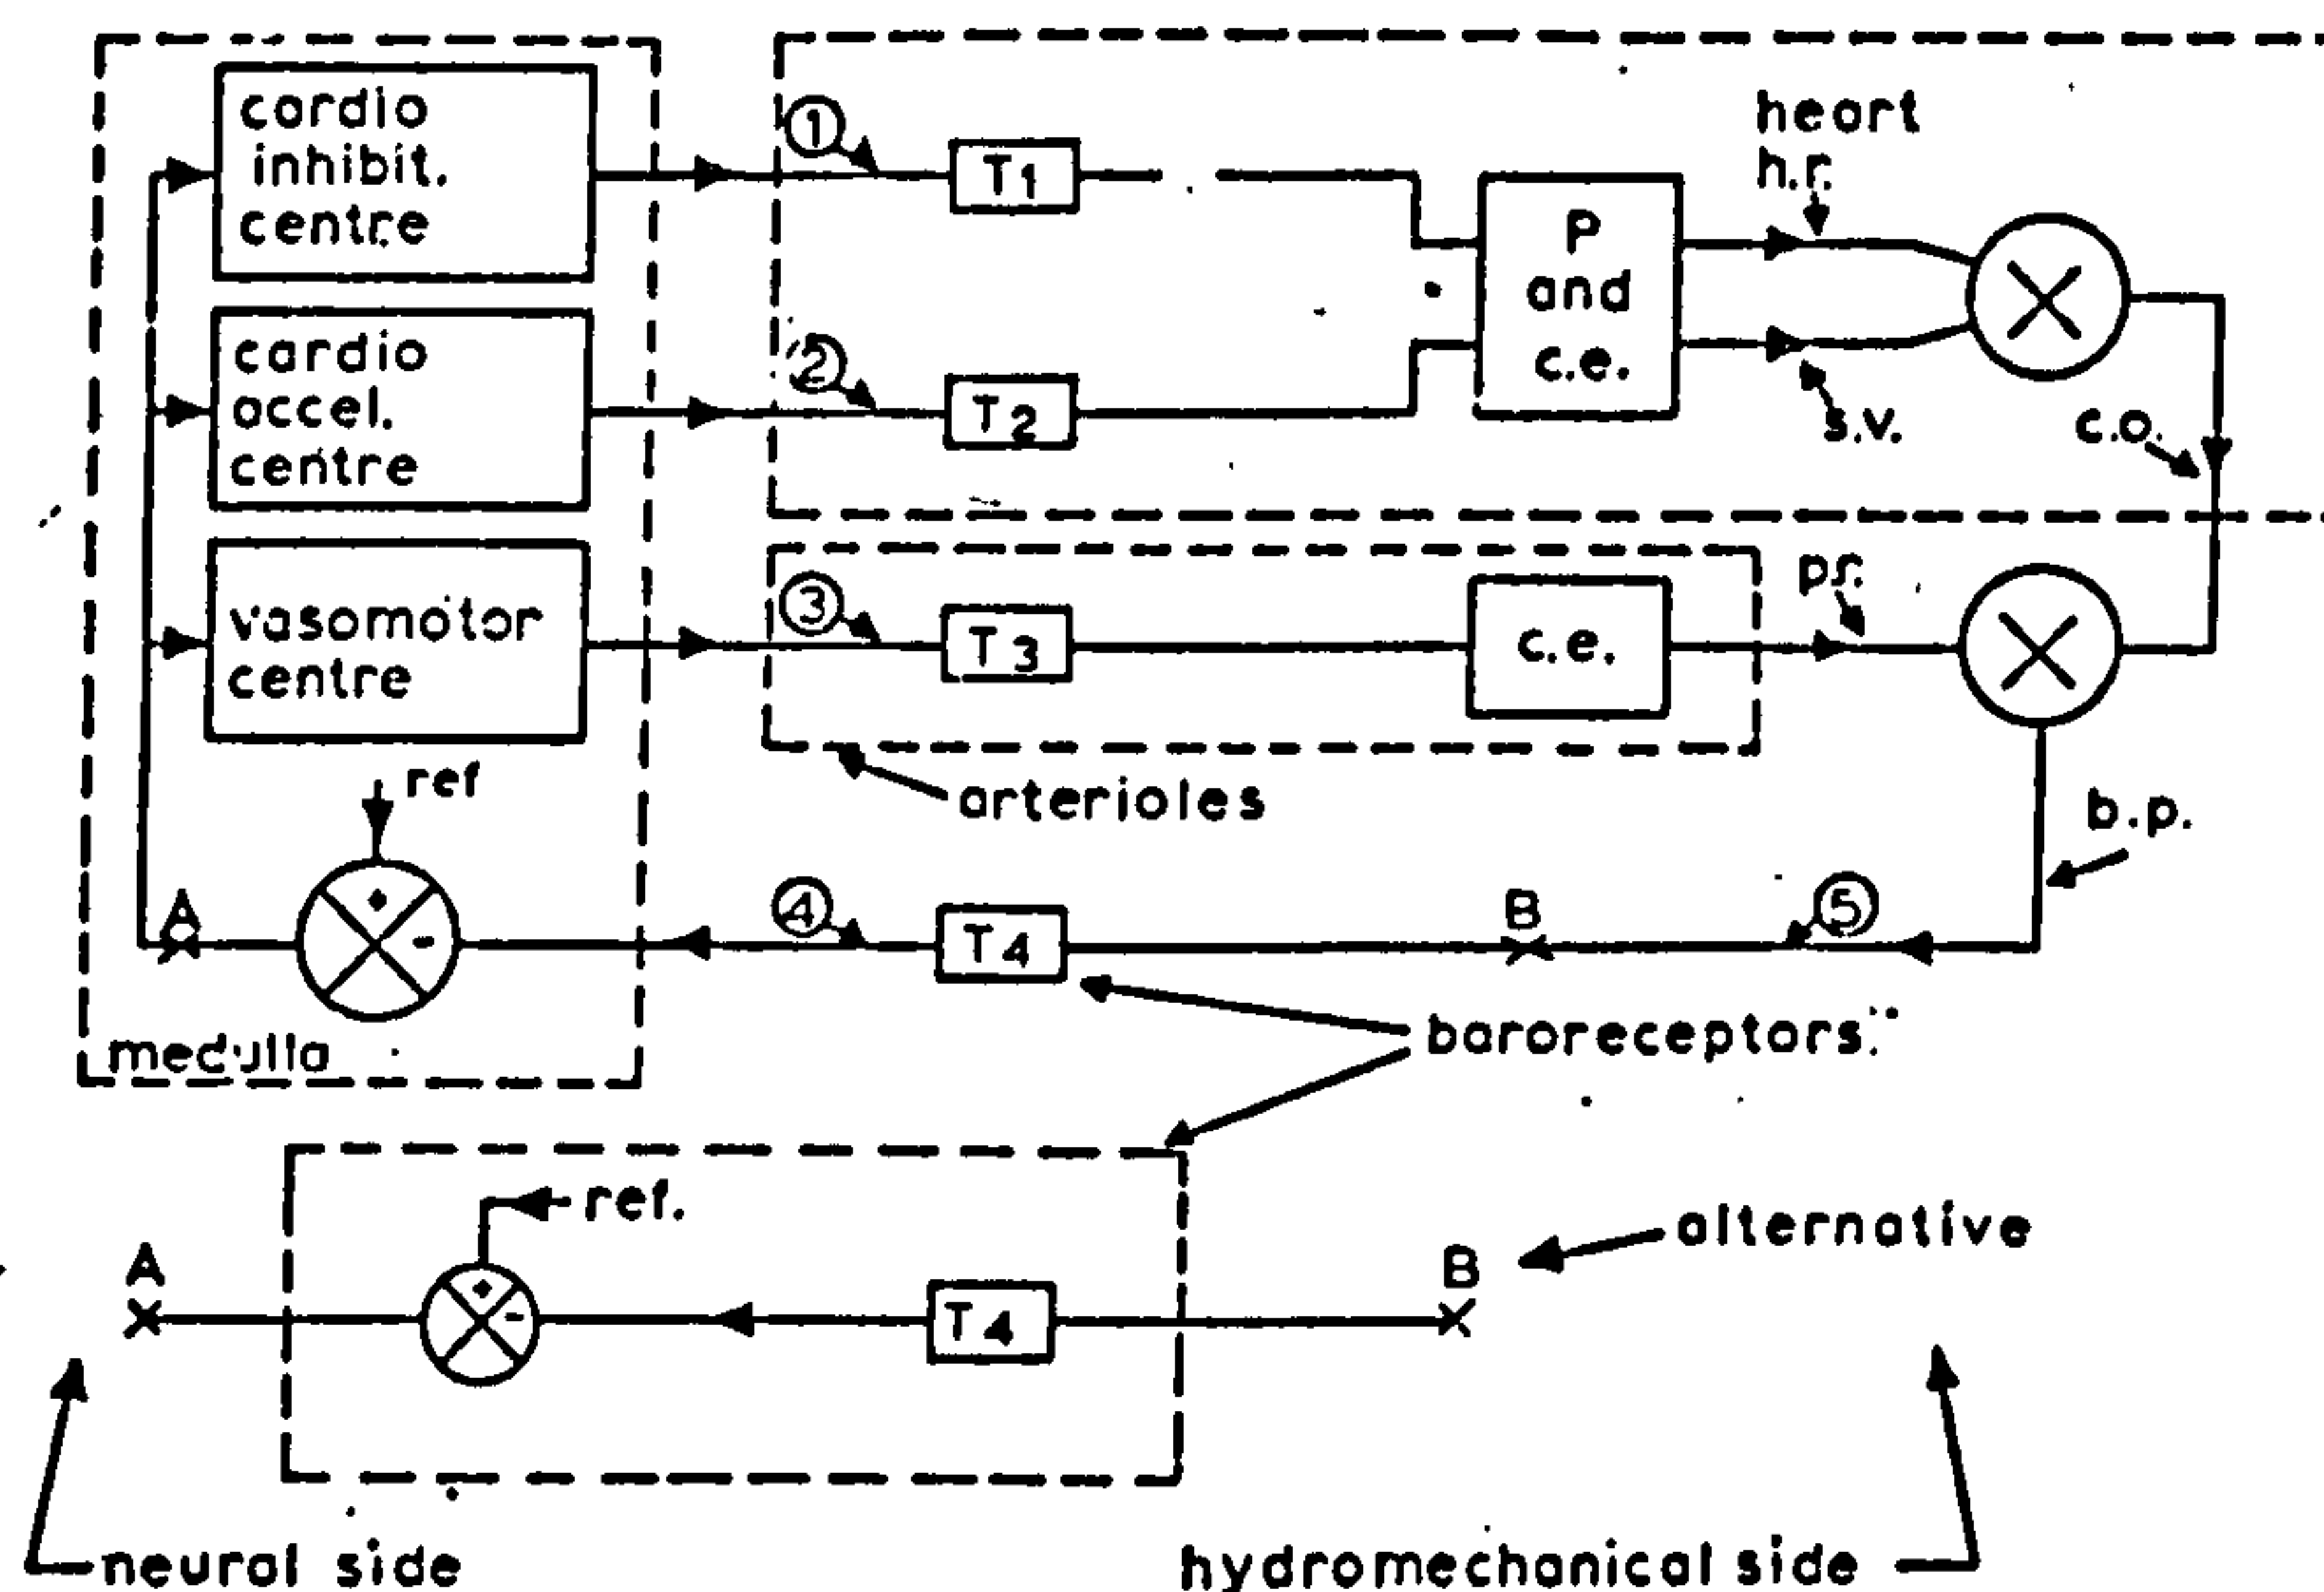 cardio
inhibit.
centre
①
T1
heart
h.r.
P
and
c.e.
cardio
accel.
centre
②
T2
s.v.
c.o.
vasomotor
centre
③
T3
c.e.
p.r.
arterioles
ref
b.p.
A
④
T4
B
⑤
medulla
baroreceptors
ref.
alternative
A
T4
B
neural side
hydromechanical side